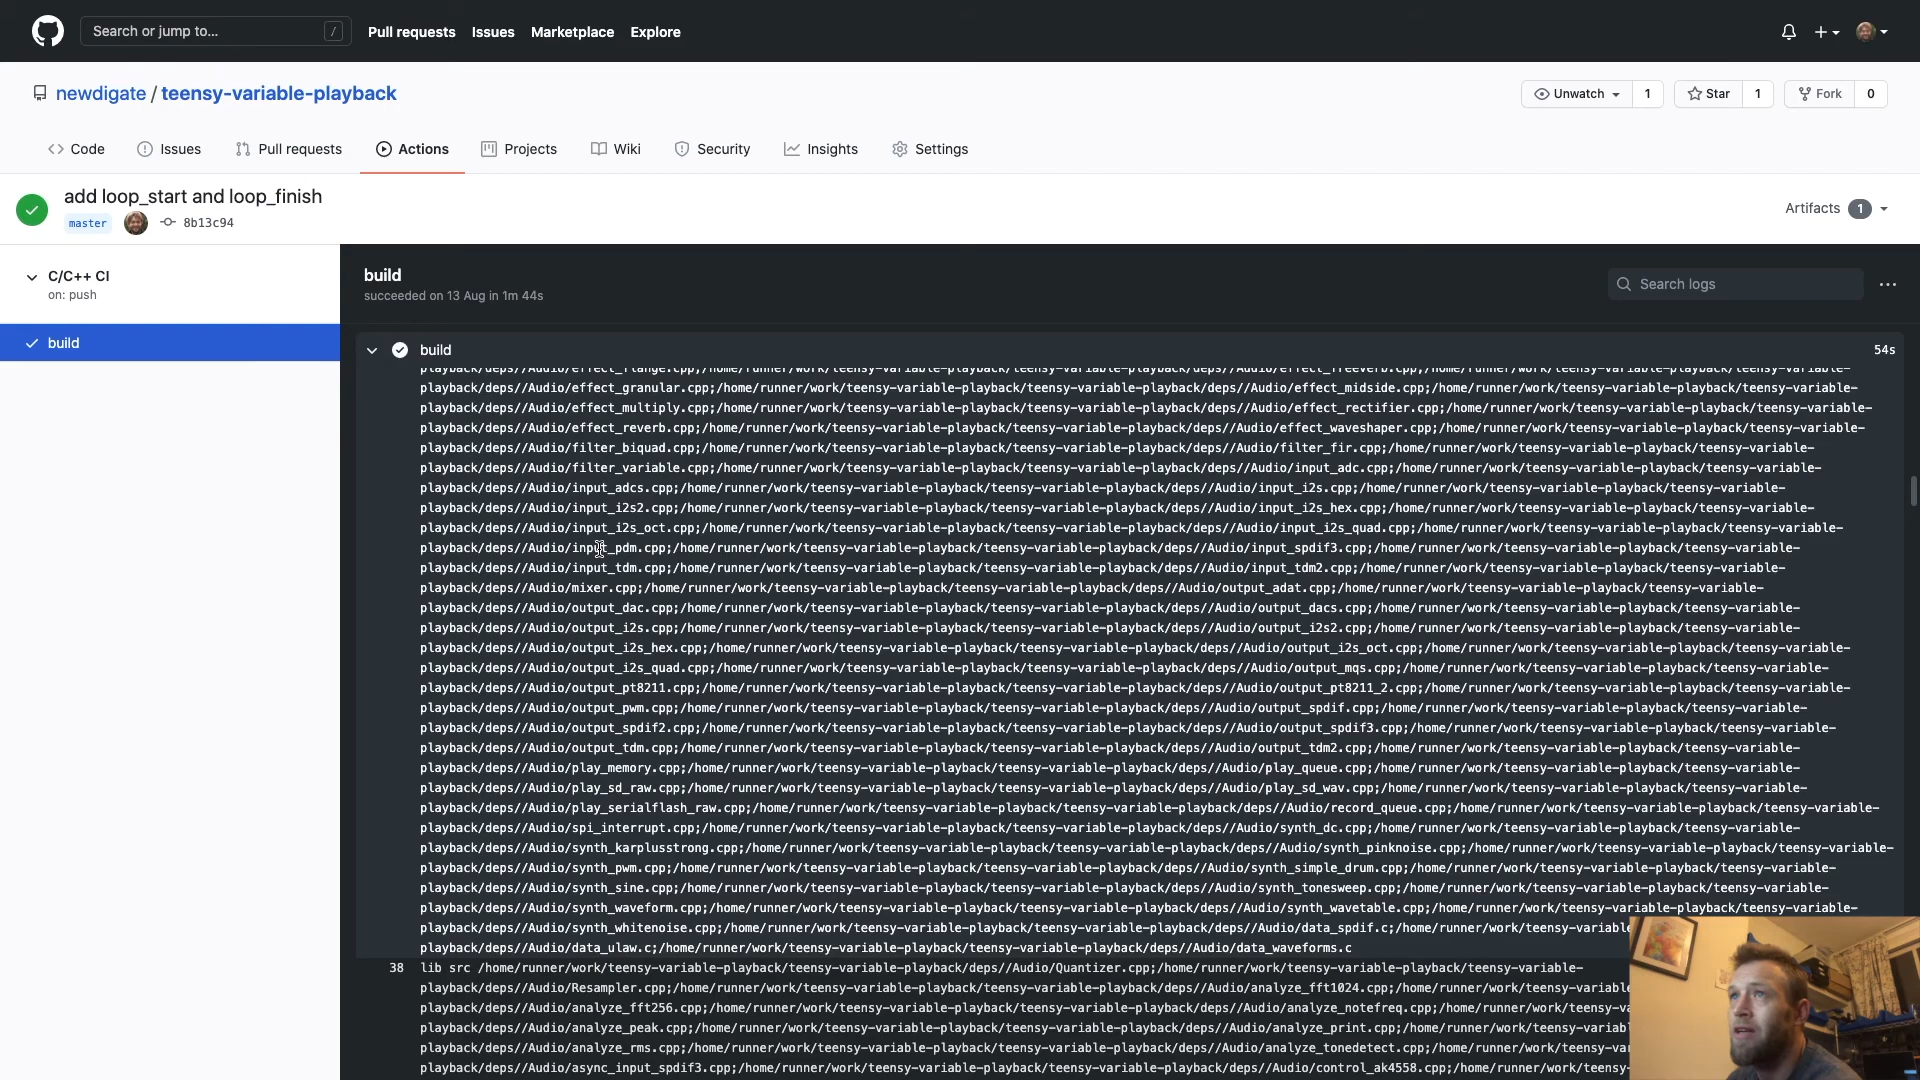 Search or jump to... /
Pull requests Issues Marketplace Explore
newdigate / teensy-variable-playback
Unwatch 1 Star 1 Fork 0
Code Issues Pull requests Actions Projects Wiki Security Insights Settings
add loop_start and loop_finish
master 8b13c94
Artifacts 1
C/C++ CI
on: push
build
build
succeeded on 13 Aug in 1m 44s
Search logs
build
54s
playback/deps//Audio/effect_flange.cpp;/home/runner/work/teensy-variable-playback/teensy-variable-playback/deps//Audio/effect_freeverb.cpp;/home/runner/work/teensy-variable-playback/teensy-variable-
playback/deps//Audio/effect_granular.cpp;/home/runner/work/teensy-variable-playback/teensy-variable-playback/deps//Audio/effect_midside.cpp;/home/runner/work/teensy-variable-playback/teensy-variable-
playback/deps//Audio/effect_multiply.cpp;/home/runner/work/teensy-variable-playback/teensy-variable-playback/deps//Audio/effect_rectifier.cpp;/home/runner/work/teensy-variable-playback/teensy-variable-
playback/deps//Audio/effect_reverb.cpp;/home/runner/work/teensy-variable-playback/teensy-variable-playback/deps//Audio/effect_waveshaper.cpp;/home/runner/work/teensy-variable-playback/teensy-variable-
playback/deps//Audio/filter_biquad.cpp;/home/runner/work/teensy-variable-playback/teensy-variable-playback/deps//Audio/filter_fir.cpp;/home/runner/work/teensy-variable-playback/teensy-variable-
playback/deps//Audio/filter_variable.cpp;/home/runner/work/teensy-variable-playback/teensy-variable-playback/deps//Audio/input_adc.cpp;/home/runner/work/teensy-variable-playback/teensy-variable-
playback/deps//Audio/input_adcs.cpp;/home/runner/work/teensy-variable-playback/teensy-variable-playback/deps//Audio/input_i2s.cpp;/home/runner/work/teensy-variable-playback/teensy-variable-
playback/deps//Audio/input_i2s2.cpp;/home/runner/work/teensy-variable-playback/teensy-variable-playback/deps//Audio/input_i2s_hex.cpp;/home/runner/work/teensy-variable-playback/teensy-variable-
playback/deps//Audio/input_i2s_oct.cpp;/home/runner/work/teensy-variable-playback/teensy-variable-playback/deps//Audio/input_i2s_quad.cpp;/home/runner/work/teensy-variable-playback/teensy-variable-
playback/deps//Audio/input_pdm.cpp;/home/runner/work/teensy-variable-playback/teensy-variable-playback/deps//Audio/input_spdif3.cpp;/home/runner/work/teensy-variable-playback/teensy-variable-
playback/deps//Audio/input_tdm.cpp;/home/runner/work/teensy-variable-playback/teensy-variable-playback/deps//Audio/input_tdm2.cpp;/home/runner/work/teensy-variable-playback/teensy-variable-
playback/deps//Audio/mixer.cpp;/home/runner/work/teensy-variable-playback/teensy-variable-playback/deps//Audio/output_adat.cpp;/home/runner/work/teensy-variable-playback/teensy-variable-
playback/deps//Audio/output_dac.cpp;/home/runner/work/teensy-variable-playback/teensy-variable-playback/deps//Audio/output_dacs.cpp;/home/runner/work/teensy-variable-playback/teensy-variable-
playback/deps//Audio/output_i2s.cpp;/home/runner/work/teensy-variable-playback/teensy-variable-playback/deps//Audio/output_i2s2.cpp;/home/runner/work/teensy-variable-playback/teensy-variable-
playback/deps//Audio/output_i2s_hex.cpp;/home/runner/work/teensy-variable-playback/teensy-variable-playback/deps//Audio/output_i2s_oct.cpp;/home/runner/work/teensy-variable-playback/teensy-variable-
playback/deps//Audio/output_i2s_quad.cpp;/home/runner/work/teensy-variable-playback/teensy-variable-playback/deps//Audio/output_mqs.cpp;/home/runner/work/teensy-variable-playback/teensy-variable-
playback/deps//Audio/output_pt8211.cpp;/home/runner/work/teensy-variable-playback/teensy-variable-playback/deps//Audio/output_pt8211_2.cpp;/home/runner/work/teensy-variable-playback/teensy-variable-
playback/deps//Audio/output_pwm.cpp;/home/runner/work/teensy-variable-playback/teensy-variable-playback/deps//Audio/output_spdif.cpp;/home/runner/work/teensy-variable-playback/teensy-variable-
playback/deps//Audio/output_spdif2.cpp;/home/runner/work/teensy-variable-playback/teensy-variable-playback/deps//Audio/output_spdif3.cpp;/home/runner/work/teensy-variable-playback/teensy-variable-
playback/deps//Audio/output_tdm.cpp;/home/runner/work/teensy-variable-playback/teensy-variable-playback/deps//Audio/output_tdm2.cpp;/home/runner/work/teensy-variable-playback/teensy-variable-
playback/deps//Audio/play_memory.cpp;/home/runner/work/teensy-variable-playback/teensy-variable-playback/deps//Audio/play_queue.cpp;/home/runner/work/teensy-variable-playback/teensy-variable-
playback/deps//Audio/play_sd_raw.cpp;/home/runner/work/teensy-variable-playback/teensy-variable-playback/deps//Audio/play_sd_wav.cpp;/home/runner/work/teensy-variable-playback/teensy-variable-
playback/deps//Audio/play_serialflash_raw.cpp;/home/runner/work/teensy-variable-playback/teensy-variable-playback/deps//Audio/record_queue.cpp;/home/runner/work/teensy-variable-playback/teensy-variable-
playback/deps//Audio/spi_interrupt.cpp;/home/runner/work/teensy-variable-playback/teensy-variable-playback/deps//Audio/synth_dc.cpp;/home/runner/work/teensy-variable-playback/teensy-variable-
playback/deps//Audio/synth_karplusstrong.cpp;/home/runner/work/teensy-variable-playback/teensy-variable-playback/deps//Audio/synth_pinknoise.cpp;/home/runner/work/teensy-variable-playback/teensy-variable-
playback/deps//Audio/synth_pwm.cpp;/home/runner/work/teensy-variable-playback/teensy-variable-playback/deps//Audio/synth_simple_drum.cpp;/home/runner/work/teensy-variable-playback/teensy-variable-
playback/deps//Audio/synth_sine.cpp;/home/runner/work/teensy-variable-playback/teensy-variable-playback/deps//Audio/synth_tonesweep.cpp;/home/runner/work/teensy-variable-playback/teensy-variable-
playback/deps//Audio/synth_waveform.cpp;/home/runner/work/teensy-variable-playback/teensy-variable-playback/deps//Audio/synth_wavetable.cpp;/home/runner/work/teensy-variable-playback/teensy-variable-
playback/deps//Audio/synth_whitenoise.cpp;/home/runner/work/teensy-variable-playback/teensy-variable-playback/deps//Audio/data_spdif.c;/home/runner/work/teensy-variabl
playback/deps//Audio/data_ulaw.c;/home/runner/work/teensy-variable-playback/teensy-variable-playback/deps//Audio/data_waveforms.c
38 lib src /home/runner/work/teensy-variable-playback/teensy-variable-playback/deps//Audio/Quantizer.cpp;/home/runner/work/teensy-variable-playback/teensy-variable-
playback/deps//Audio/Resampler.cpp;/home/runner/work/teensy-variable-playback/teensy-variable-playback/deps//Audio/analyze_fft1024.cpp;/home/runner/work/teensy-variabl
playback/deps//Audio/analyze_fft256.cpp;/home/runner/work/teensy-variable-playback/teensy-variable-playback/deps//Audio/analyze_notefreq.cpp;/home/runner/work/teensy-va
playback/deps//Audio/analyze_peak.cpp;/home/runner/work/teensy-variable-playback/teensy-variable-playback/deps//Audio/analyze_print.cpp;/home/runner/work/teensy-variabl
playback/deps//Audio/analyze_rms.cpp;/home/runner/work/teensy-variable-playback/teensy-variable-playback/deps//Audio/analyze_tonedetect.cpp;/home/runner/work/teensy-va
playback/deps//Audio/async_input_spdif3.cpp;/home/runner/work/teensy-variable-playback/teensy-variable-playback/deps//Audio/control_ak4558.cpp;/home/runner/work/teensy-